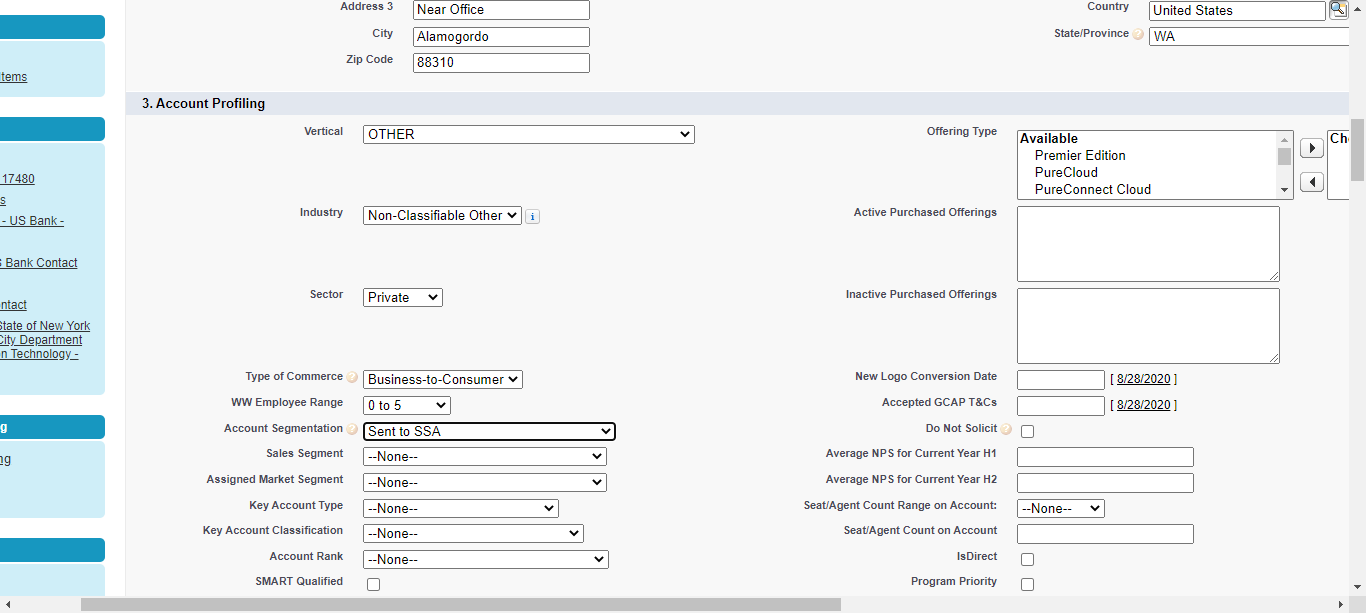 Address 3 Near Office Country United States
City Alamogordo State/Province WA
Zip Code 88310
Items
3. Account Profiling
Vertical OTHER Offering Type Available
Premier Edition
17480 PureCloud
PureConnect Cloud
- US Bank -
Industry Non-Classifiable Other Active Purchased Offerings
Bank Contact
Sector Private Inactive Purchased Offerings
State of New York
City Department
Technology -
Type of Commerce Business-to-Consumer New Logo Conversion Date [ 8/28/2020 ]
WW Employee Range 0 to 5 Accepted GCAP T&Cs [ 8/28/2020 ]
Account Segmentation Sent to SSA Do Not Solicit
Sales Segment --None-- Average NPS for Current Year H1
Assigned Market Segment --None-- Average NPS for Current Year H2
Key Account Type --None-- Seat/Agent Count Range on Account: --None--
Key Account Classification --None-- Seat/Agent Count on Account
Account Rank --None-- IsDirect
SMART Qualified Program Priority